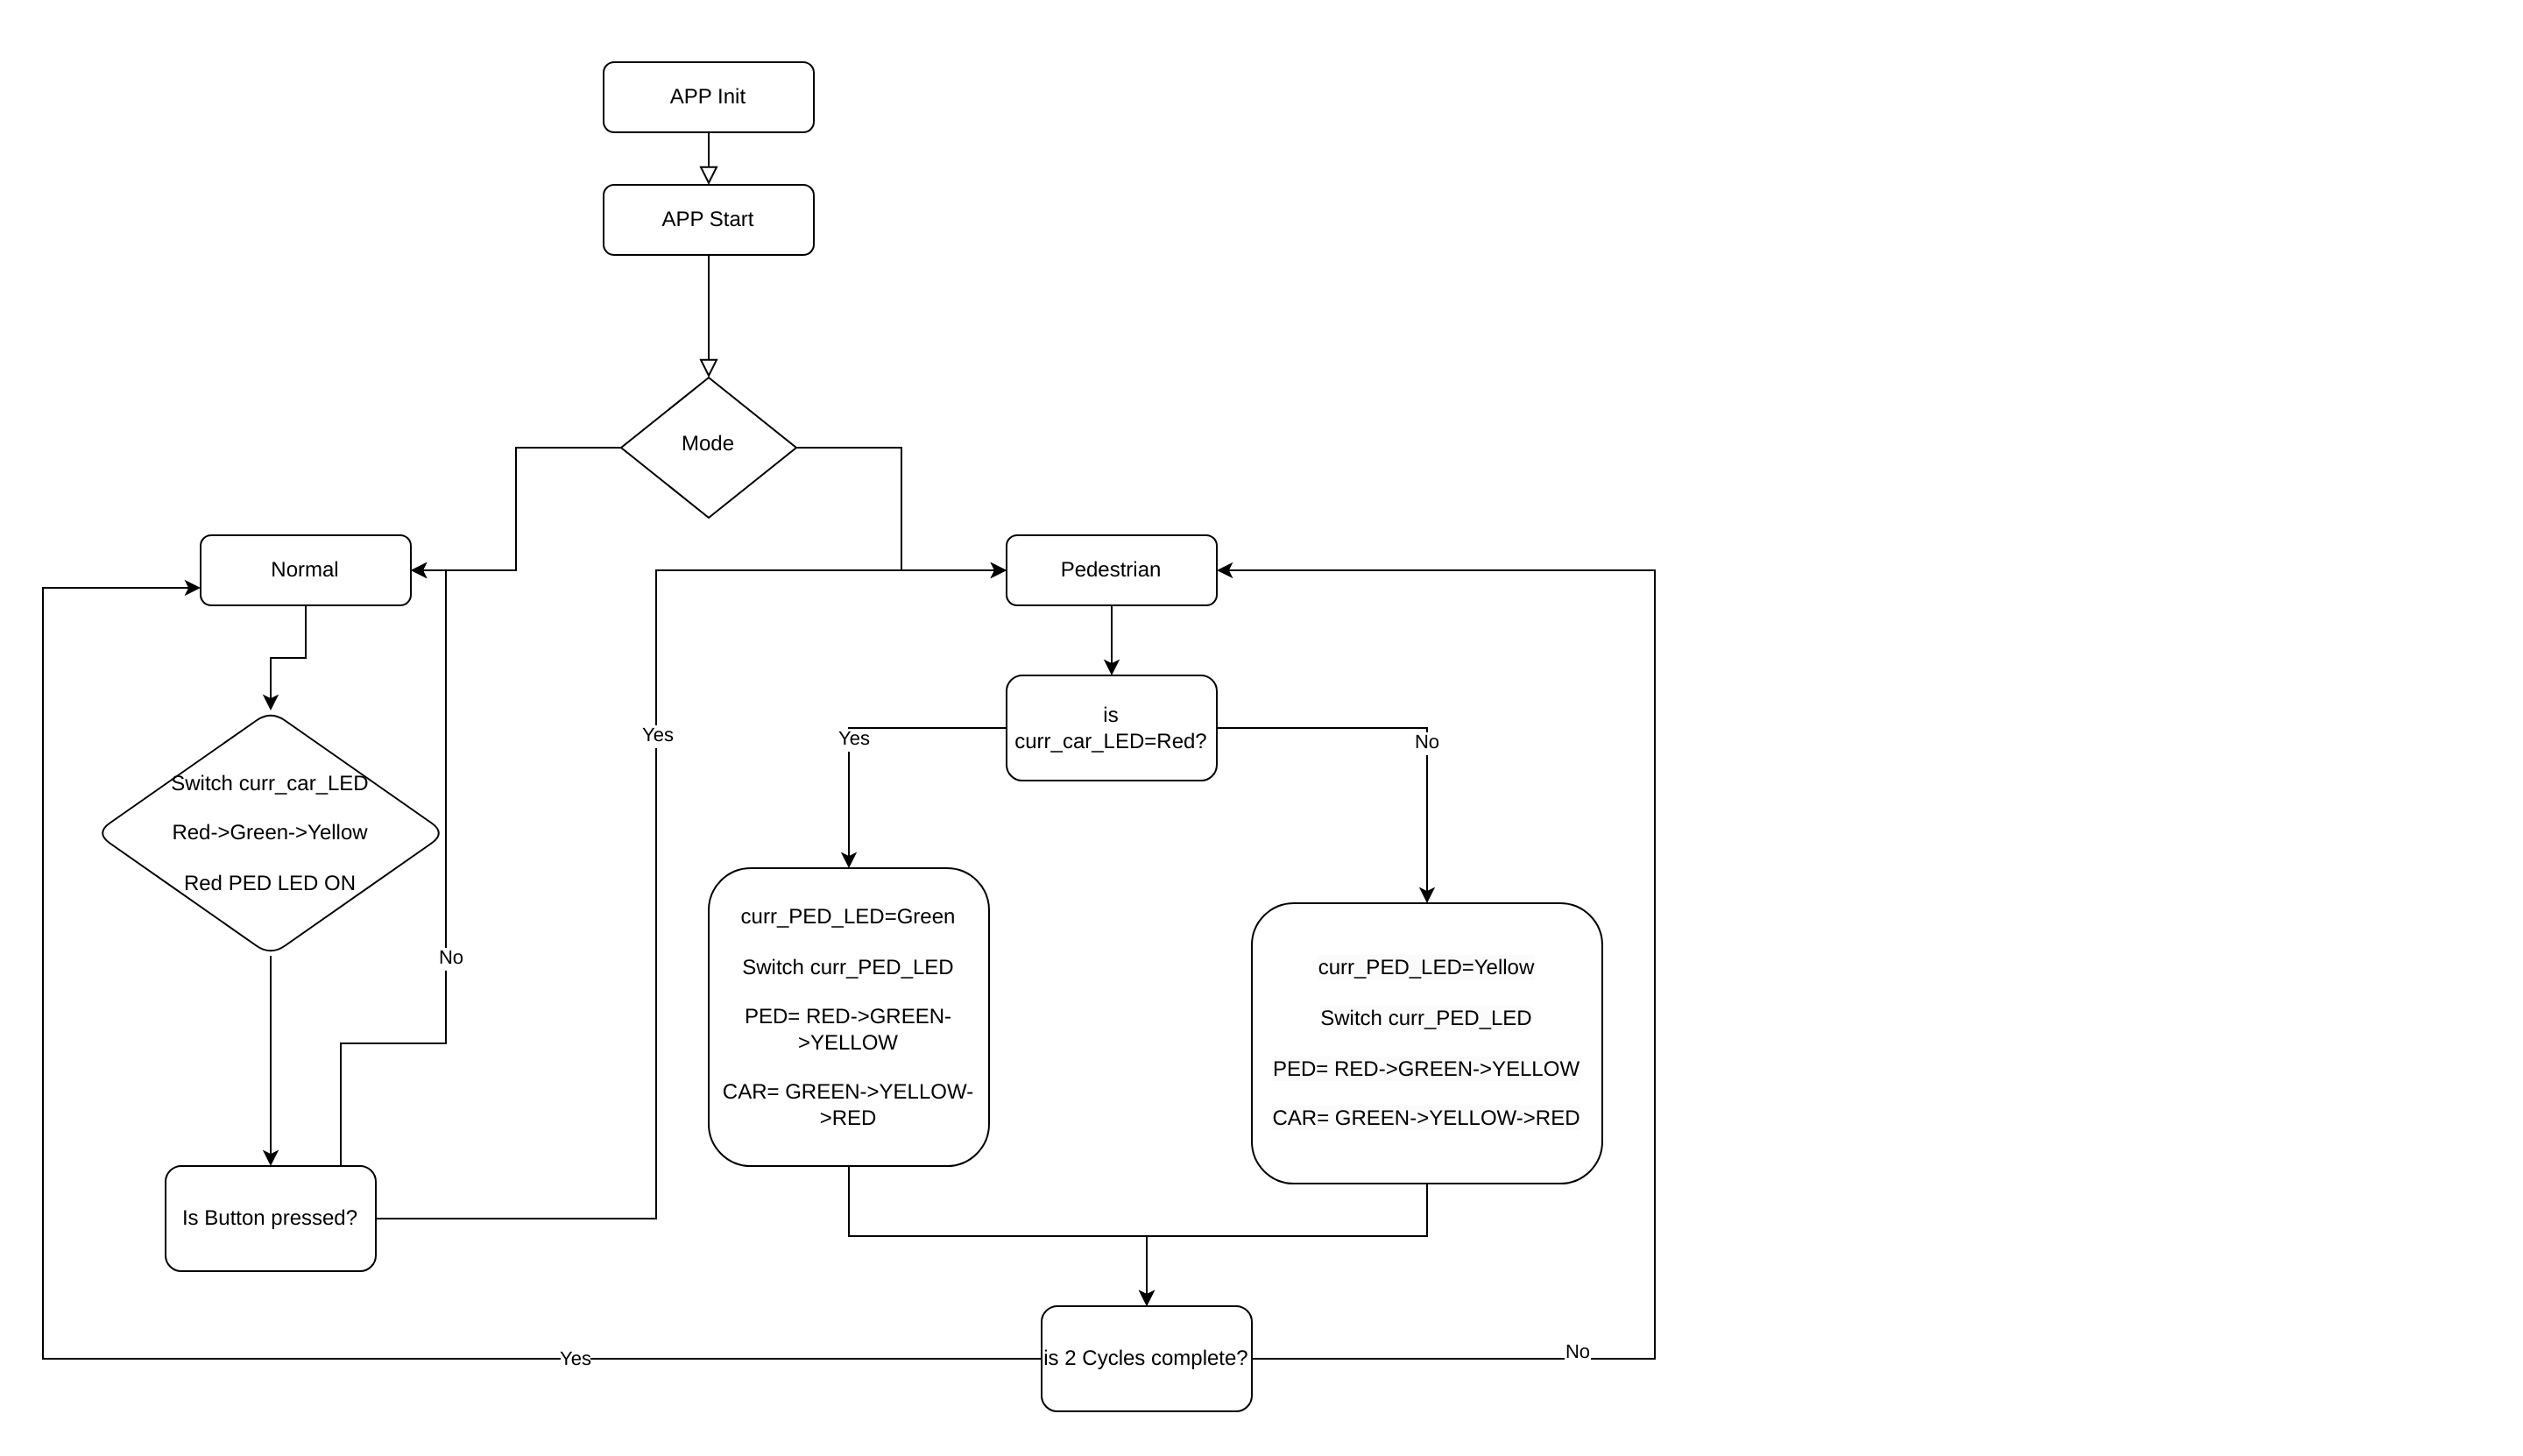 APP Init
APP Start
Mode
Normal
Pedestrian
is
curr_car_LED=Red?
Yes
Yes
No
Switch curr_car_LED
Red->Green->Yellow
Red PED LED ON
No
curr_PED_LED=Green
Switch curr_PED_LED
PED= RED->GREEN-
>YELLOW
CAR= GREEN->YELLOW-
>RED
curr_PED_LED=Yellow
Switch curr_PED_LED
PED= RED->GREEN->YELLOW
CAR= GREEN->YELLOW->RED
Is Button pressed?
Yes
is 2 Cycles complete?
No